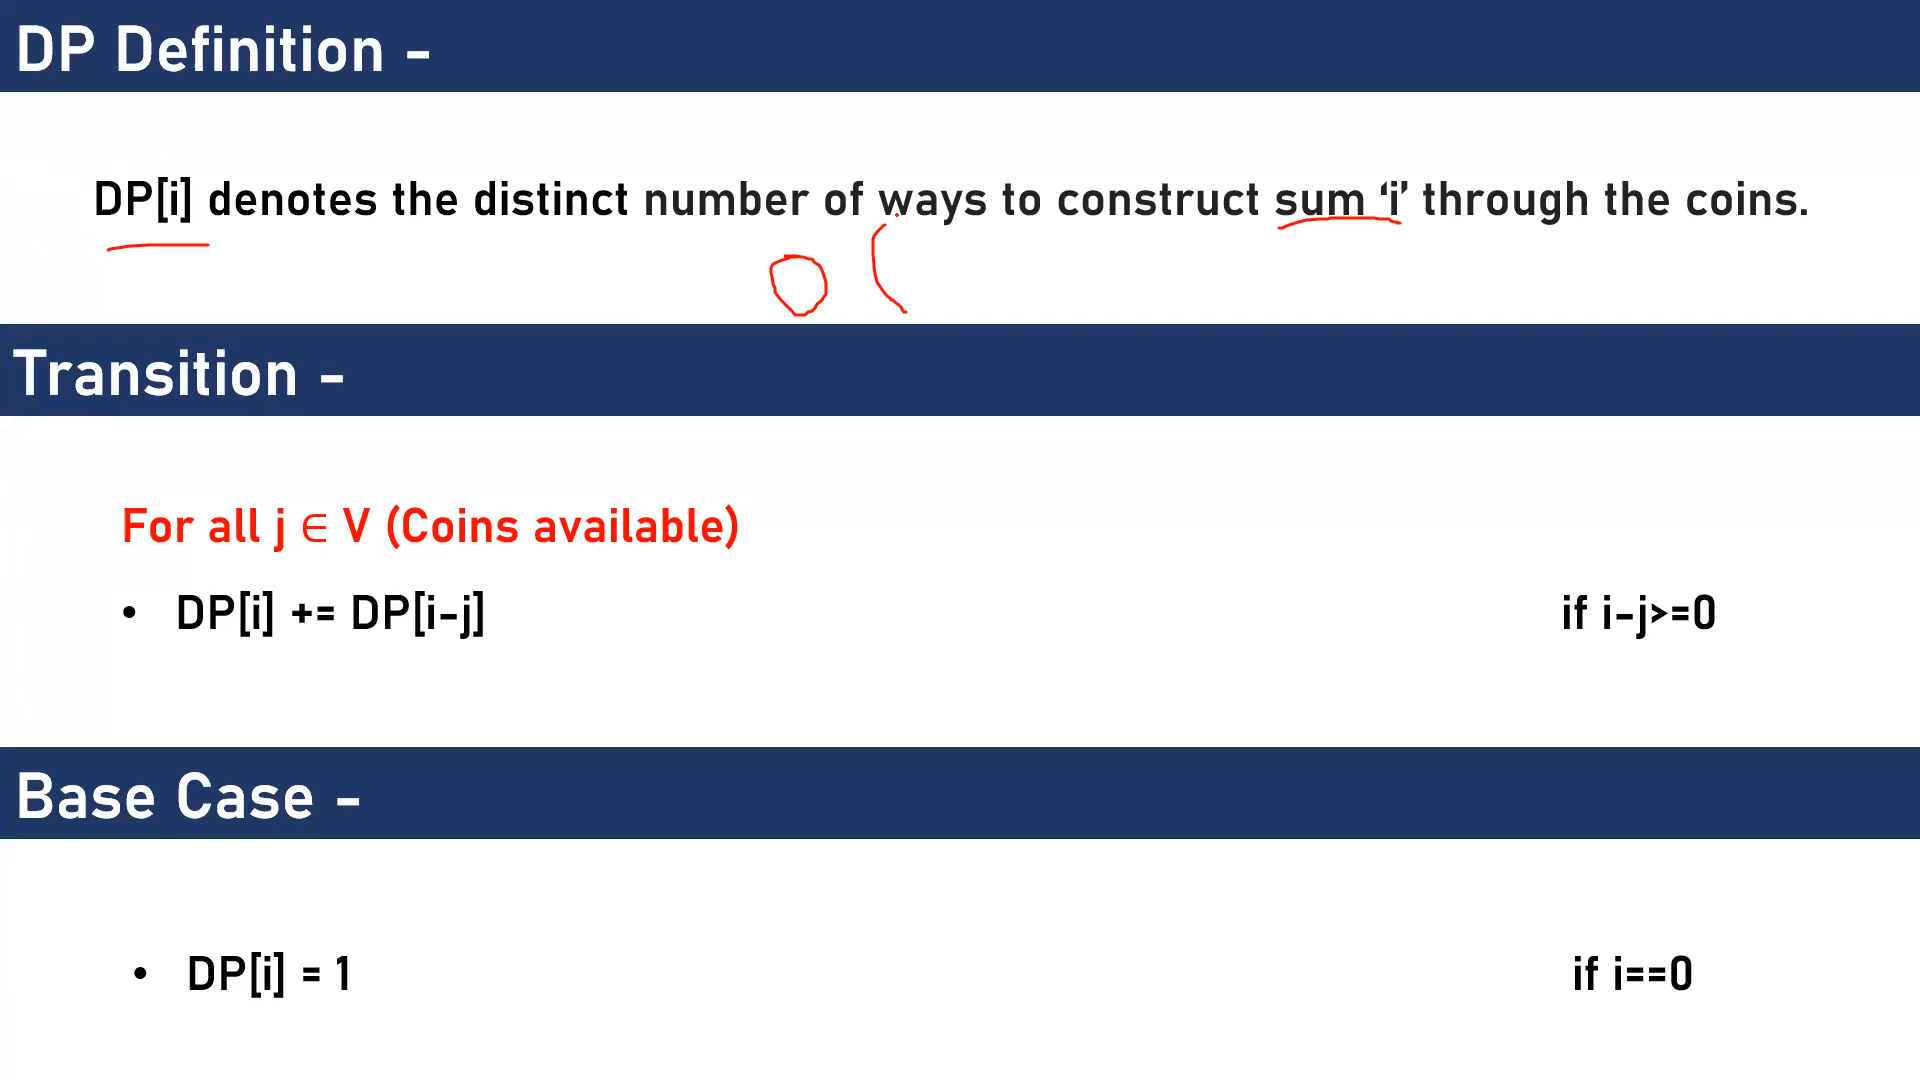 DP Definition -
DP[i] denotes the distinct number of ways to construct sum ‘i’ through the coins.
Transition -
For all j ∈ V (Coins available)
• DP[i] += DP[i-j] if i-j>=0
Base Case -
• DP[i] = 1 if i==0